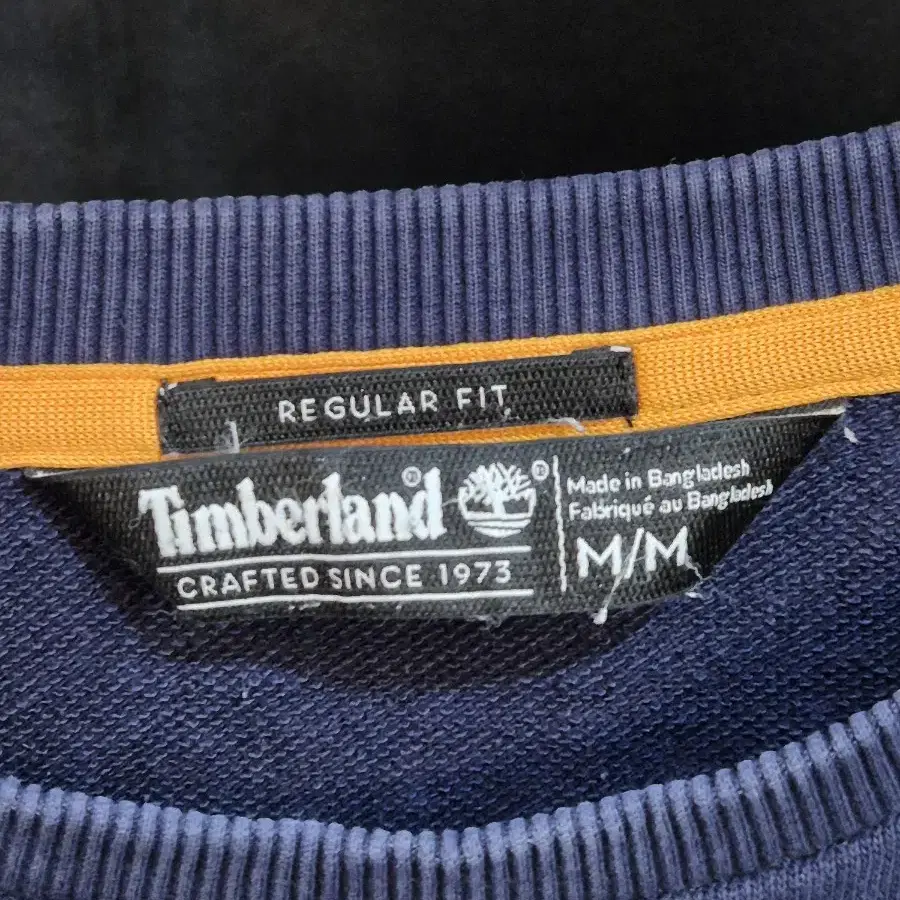 REGULAR FIT
Timberland® ®
CRAFTED SINCE 1973
Made in Bangladesh
Fabriqué au Bangladesh
M/M